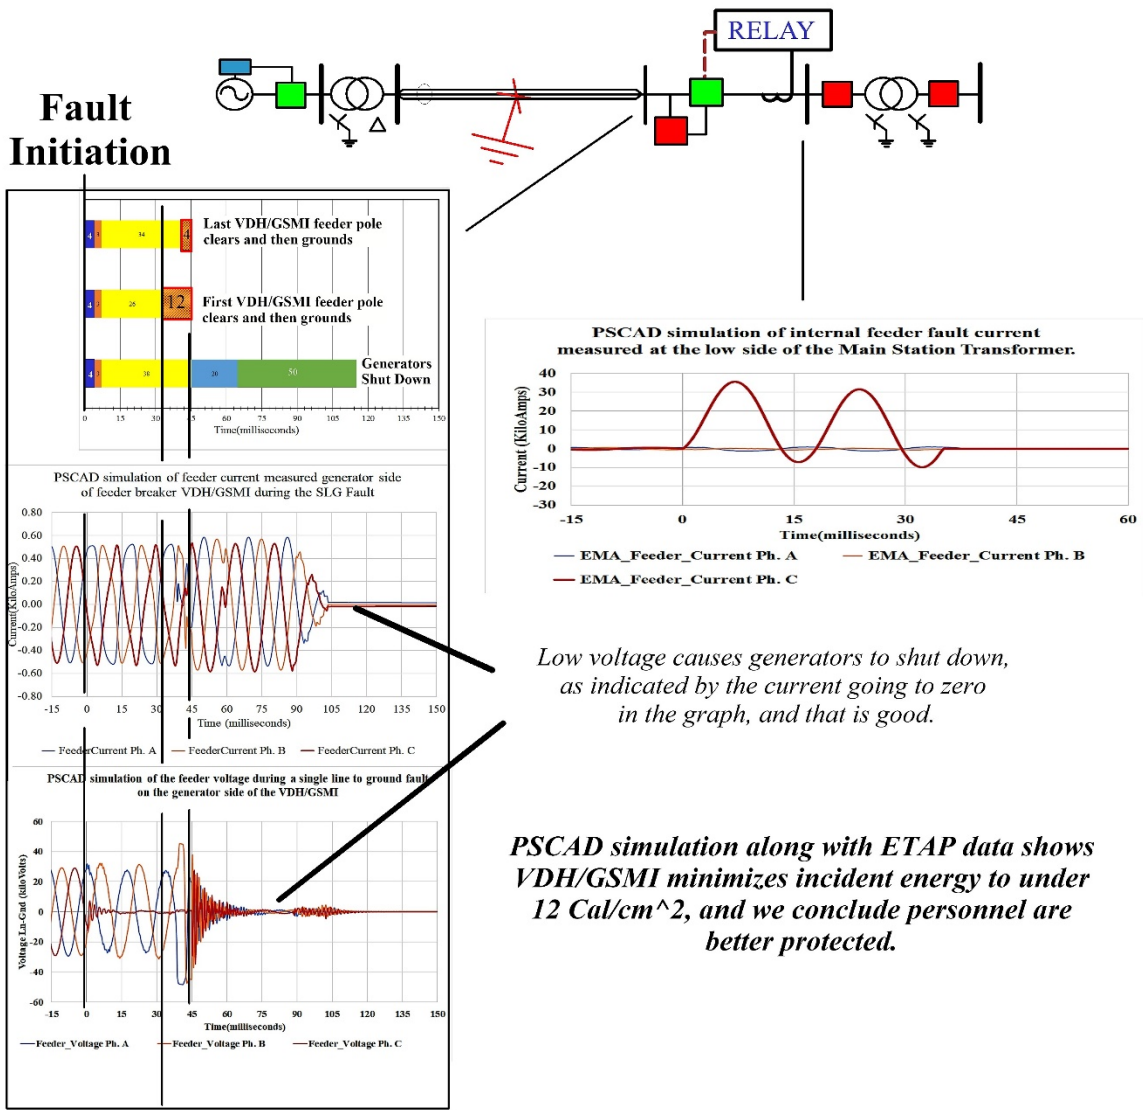 RELAY
Fault
Initiation
4 3 34 4
Last VDH/GSMI feeder pole
clears and then grounds
4 3 26 12
First VDH/GSMI feeder pole
clears and then grounds
4 3 38 20 50
Generators
Shut Down
0 15 30 45 60 75 90 105 120 135 150
Time(milliseconds)
PSCAD simulation of feeder current measured generator side
of feeder breaker VDH/GSMI during the SLG Fault
Current(KiloAmps)
0.80
0.60
0.40
0.20
0.00
-0.20
-0.40
-0.60
-0.80
-15 0 15 30 45 60 75 90 105 120 135 150
Time (milliseconds)
FeederCurrent Ph. A FeederCurrent Ph. B FeederCurrent Ph. C
PSCAD simulation of the feeder voltage during a single line to ground fault
on the generator side of the VDH/GSMI
Voltage Ln-Gnd (kiloVolts)
60
40
20
0
-20
-40
-60
-15 0 15 30 45 60 75 90 105 120 135 150
Time(milliseconds)
Feeder_Voltage Ph. A Feeder_Voltage Ph. B Feeder_Voltage Ph. C
PSCAD simulation of internal feeder fault current
measured at the low side of the Main Station Transformer.
Current (KiloAmps)
40
30
20
10
0
-10
-20
-30
-15 0 15 30 45 60
Time(milliseconds)
EMA_Feeder_Current Ph. A EMA_Feeder_Current Ph. B
EMA_Feeder_Current Ph. C
Low voltage causes generators to shut down,
as indicated by the current going to zero
in the graph, and that is good.
PSCAD simulation along with ETAP data shows
VDH/GSMI minimizes incident energy to under
12 Cal/cm^2, and we conclude personnel are
better protected.